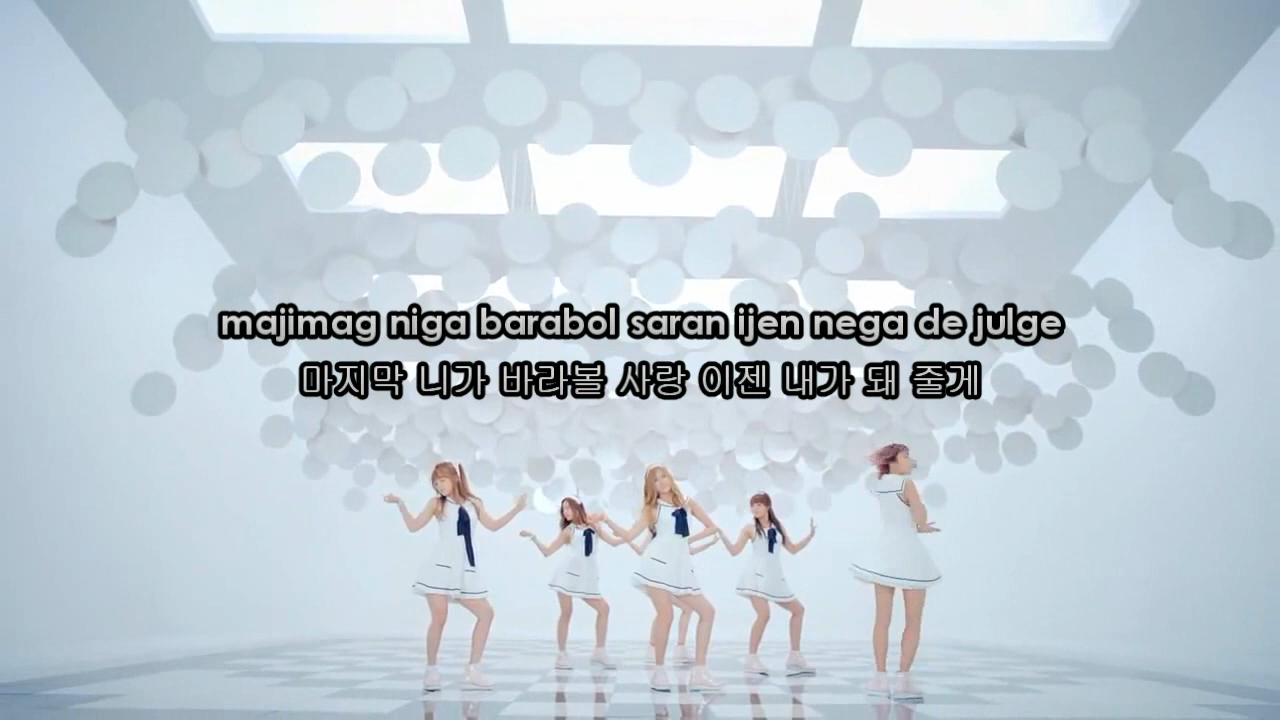 majimag niga barabol saran ijen nega de julge
마지막 니가 바라볼 사랑 이젠 내가 돼 줄게